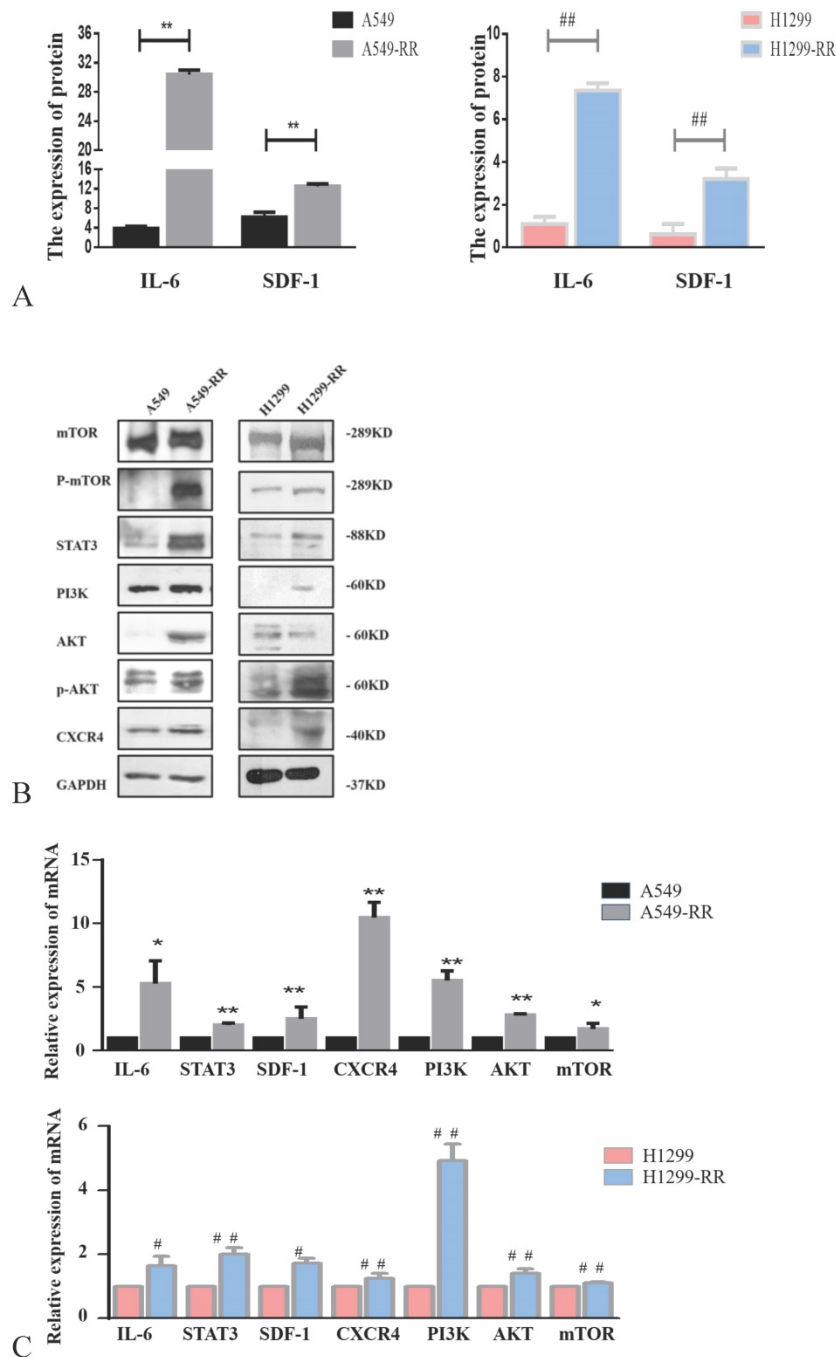 **
A549
A549-RR
**
The expression of protein
36
32
28
24
20
16
16
12
8
4
0
IL-6
SDF-1
##
H1299
H1299-RR
##
The expression of protein
10
8
6
4
2
0
IL-6
SDF-1
A
A549
A549-RR
H1299
H1299-RR
mTOR
-289KD
P-mTOR
-289KD
STAT3
-88KD
PI3K
-60KD
AKT
- 60KD
p-AKT
- 60KD
CXCR4
-40KD
GAPDH
-37KD
B
Relative expression of mRNA
15
10
5
0
*
**
**
**
**
**
*
A549
A549-RR
IL-6 STAT3 SDF-1 CXCR4 PI3K AKT mTOR
Relative expression of mRNA
6
4
2
0
#
# #
#
# #
# #
# #
# #
H1299
H1299-RR
IL-6 STAT3 SDF-1 CXCR4 PI3K AKT mTOR
C